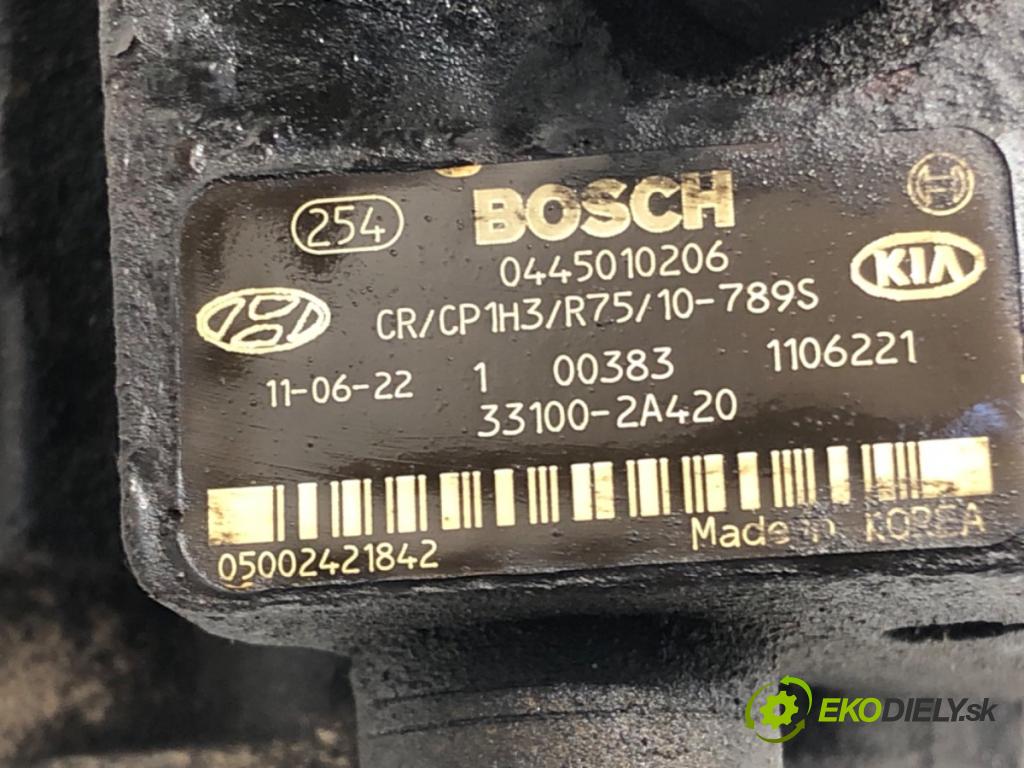 254 BOSCH
0445010206
KIA
CR/CP1H3/R75/10-789S
11-06-22 1 00383 1106221
33100-2A420
Made in KOREA
05002421842
EKODIELY.sk